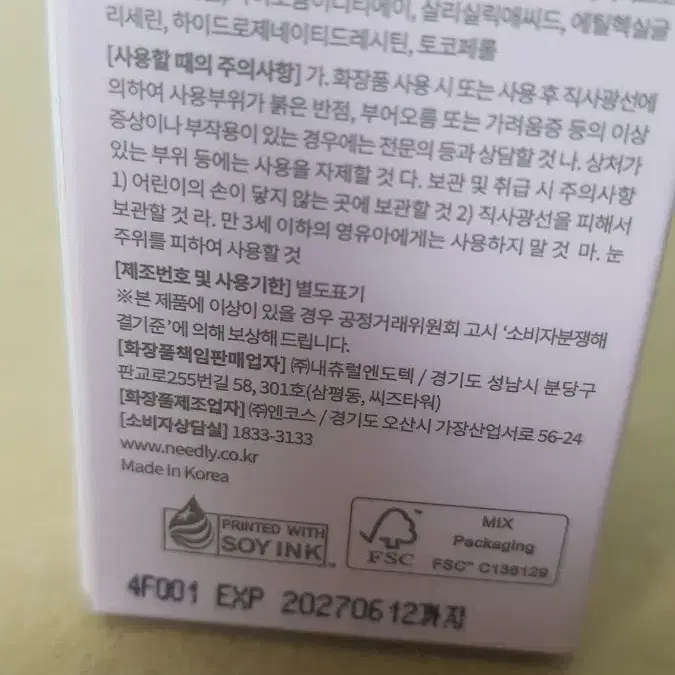 살리실릭애씨드, 에틸헥실글
리세린, 하이드로제네이티드레시틴, 토코페롤
[사용할 때의 주의사항] 가. 화장품 사용 시 또는 사용 후 직사광선에
의하여 사용부위가 붉은 반점, 부어오름 또는 가려움증 등의 이상
증상이나 부작용이 있는 경우에는 전문의 등과 상담할 것 나. 상처가
있는 부위 등에는 사용을 자제할 것 다. 보관 및 취급 시 주의사항
1) 어린이의 손이 닿지 않는 곳에 보관할 것 2) 직사광선을 피해서
보관할 것 라. 만 3세 이하의 영유아에게는 사용하지 말 것 마. 눈
주위를 피하여 사용할 것
[제조번호 및 사용기한] 별도표기
※본 제품에 이상이 있을 경우 공정거래위원회 고시 '소비자분쟁해
결기준'에 의해 보상해 드립니다.
[화장품책임판매업자] ㈜내츄럴엔도텍 / 경기도 성남시 분당구
판교로255번길 58, 301호(삼평동, 씨즈타워)
[화장품제조업자] ㈜엔코스 / 경기도 오산시 가장산업서로 56-24
[소비자상담실] 1833-3133
www.needly.co.kr
Made In Korea
PRINTED WITH
SOY INK
FSC
MIX
Packaging
FSC™ C136129
4F001 EXP 20270612까지